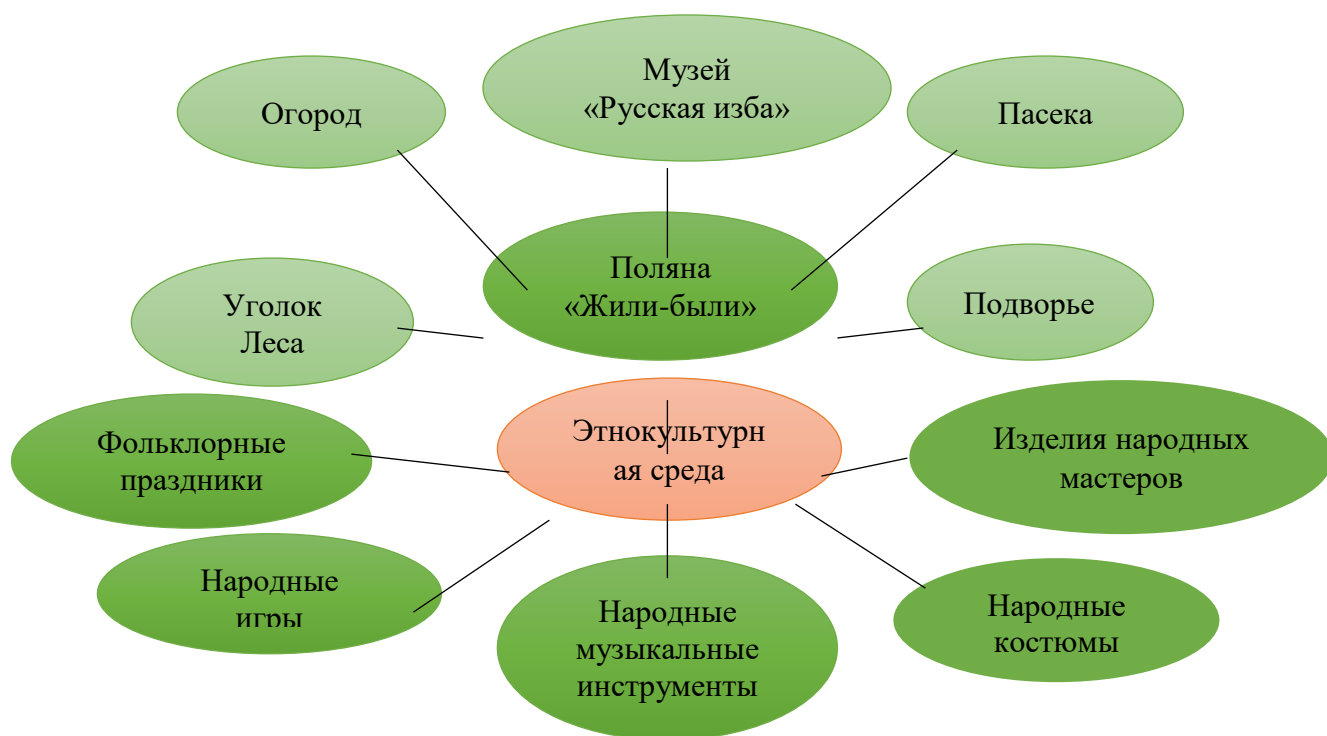 Музей
«Русская изба»
Огород
Пасека
Поляна
«Жили-были»
Уголок
Леса
Подворье
Этнокультурн
ая среда
Фольклорные
праздники
Изделия народных
мастеров
Народные
игры
Народные
музыкальные
инструменты
Народные
костюмы